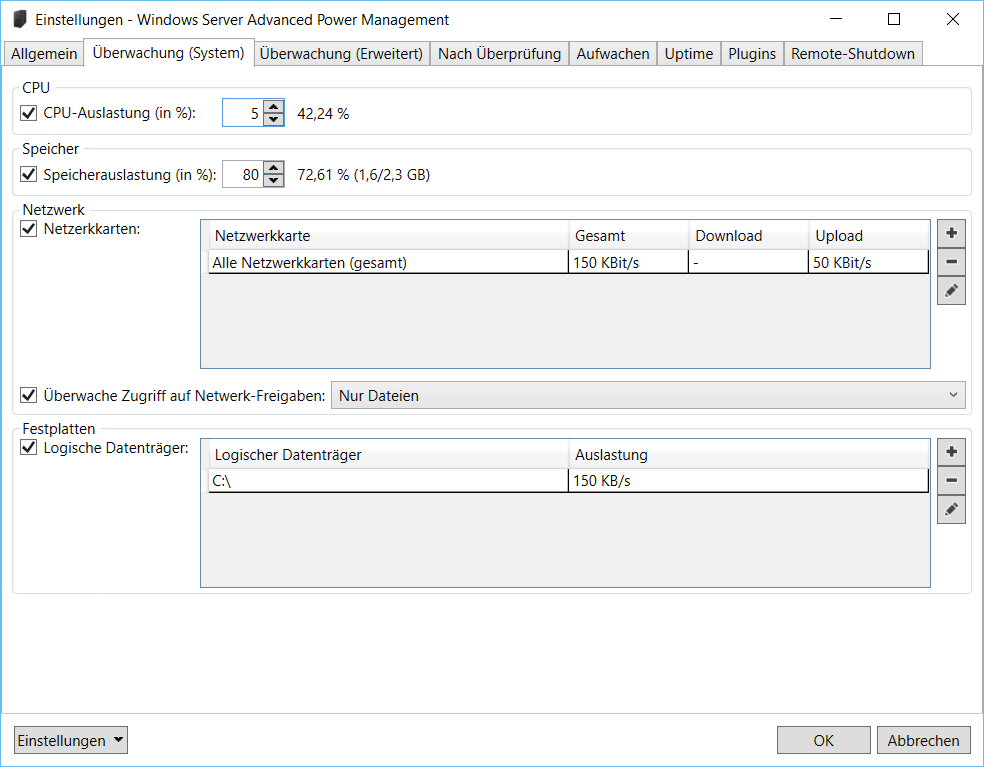 Einstellungen - Windows Server Advanced Power Management
Allgemein Überwachung (System) Überwachung (Erweitert) Nach Überprüfung Aufwachen Uptime Plugins Remote-Shutdown
CPU
CPU-Auslastung (in %): 5 42,24 %
Speicher
Speicherauslastung (in %): 80 72,61 % (1,6/2,3 GB)
Netzwerk
Netzerkkarten:
Netzwerkkarte Gesamt Download Upload
Alle Netzwerkkarten (gesamt) 150 KBit/s - 50 KBit/s
Überwache Zugriff auf Netwerk-Freigaben: Nur Dateien
Festplatten
Logische Datenträger:
Logischer Datenträger Auslastung
C:\ 150 KB/s
Einstellungen OK Abbrechen